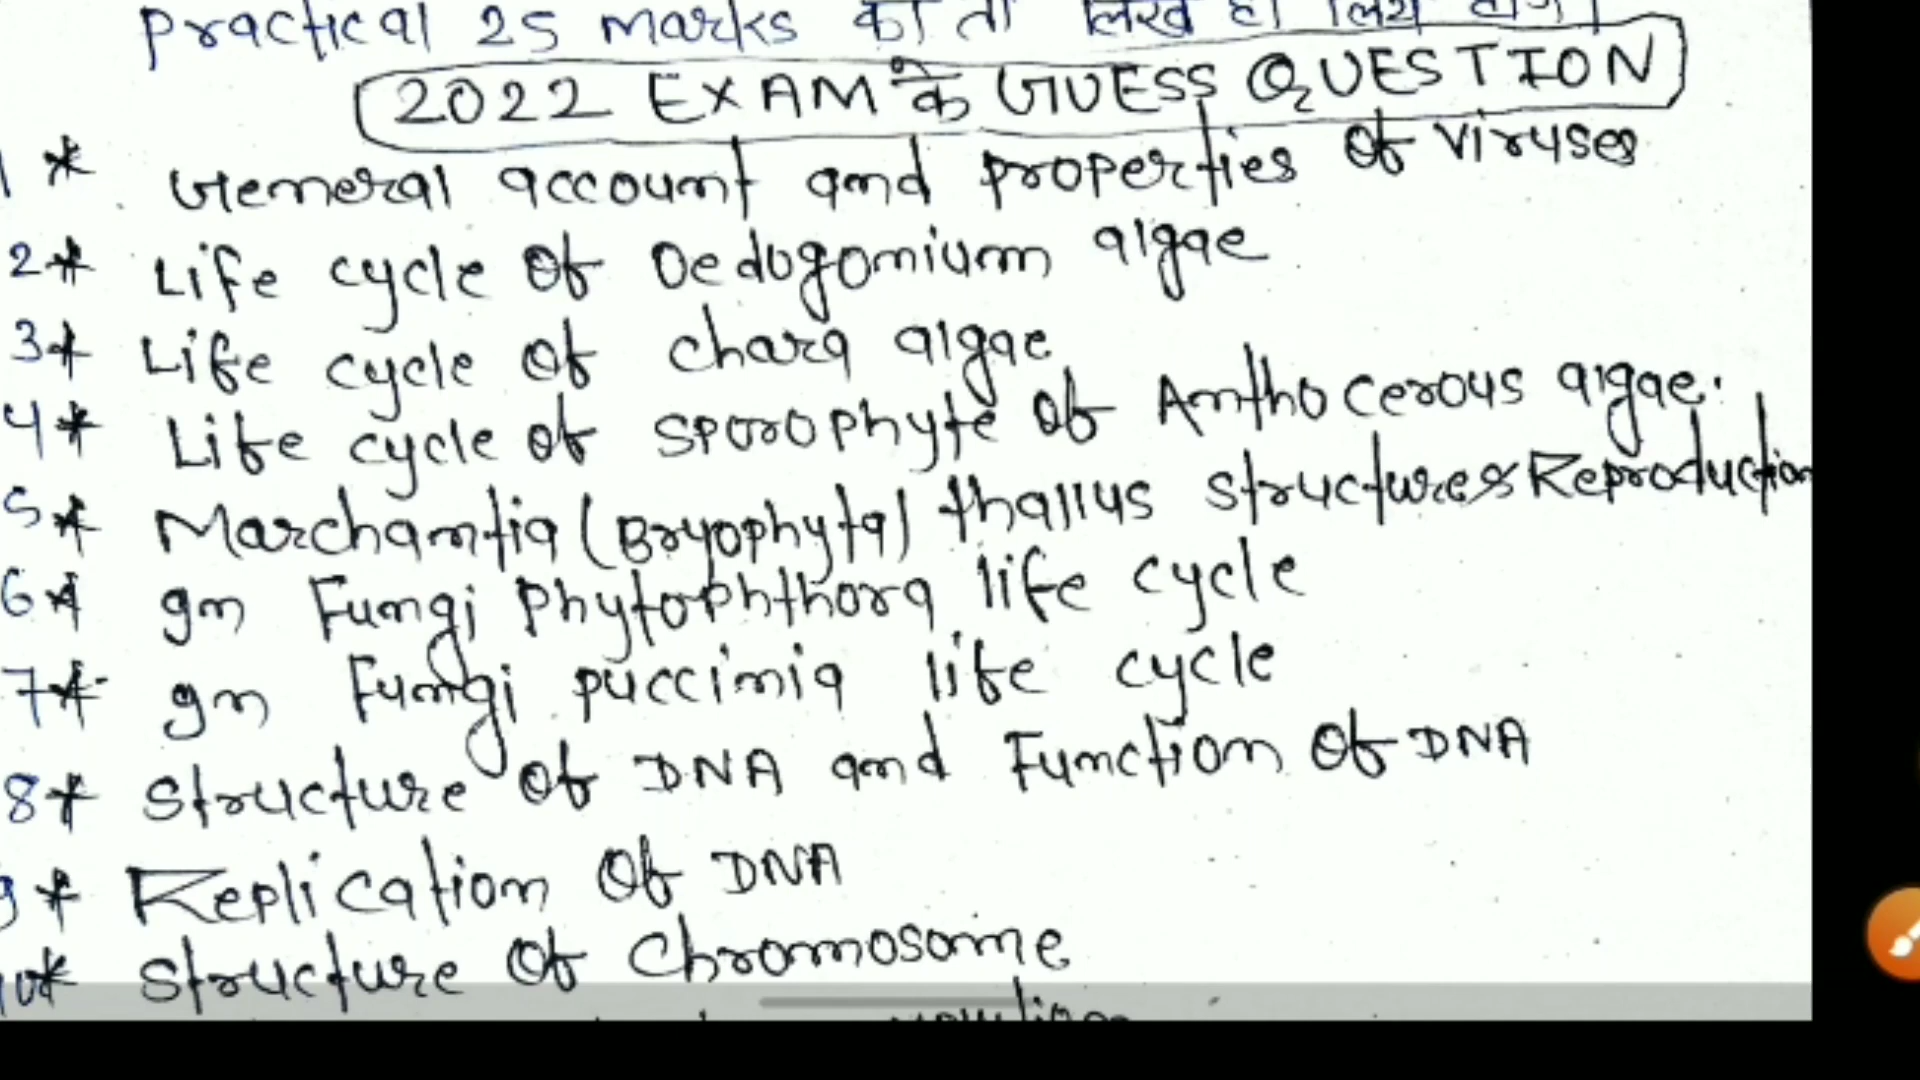 Practical 25 marks का तो लिख ही लिये होंगे।
2022 EXAM के GUESS QUESTION
1 * General account and properties of viruses
2* Life cycle of Oedogonium algae
3* Life cycle of chara algae
4* Life cycle of sporophyte of Anthocerous algae.
5* Marchantia (Bryophyta) thallus structure & Reproduction
6* gn Fungi Phytophthora life cycle
7* gn Fungi puccinia life cycle
8* structure of DNA and Function of DNA
9* Replication of DNA
10* structure of chromosome